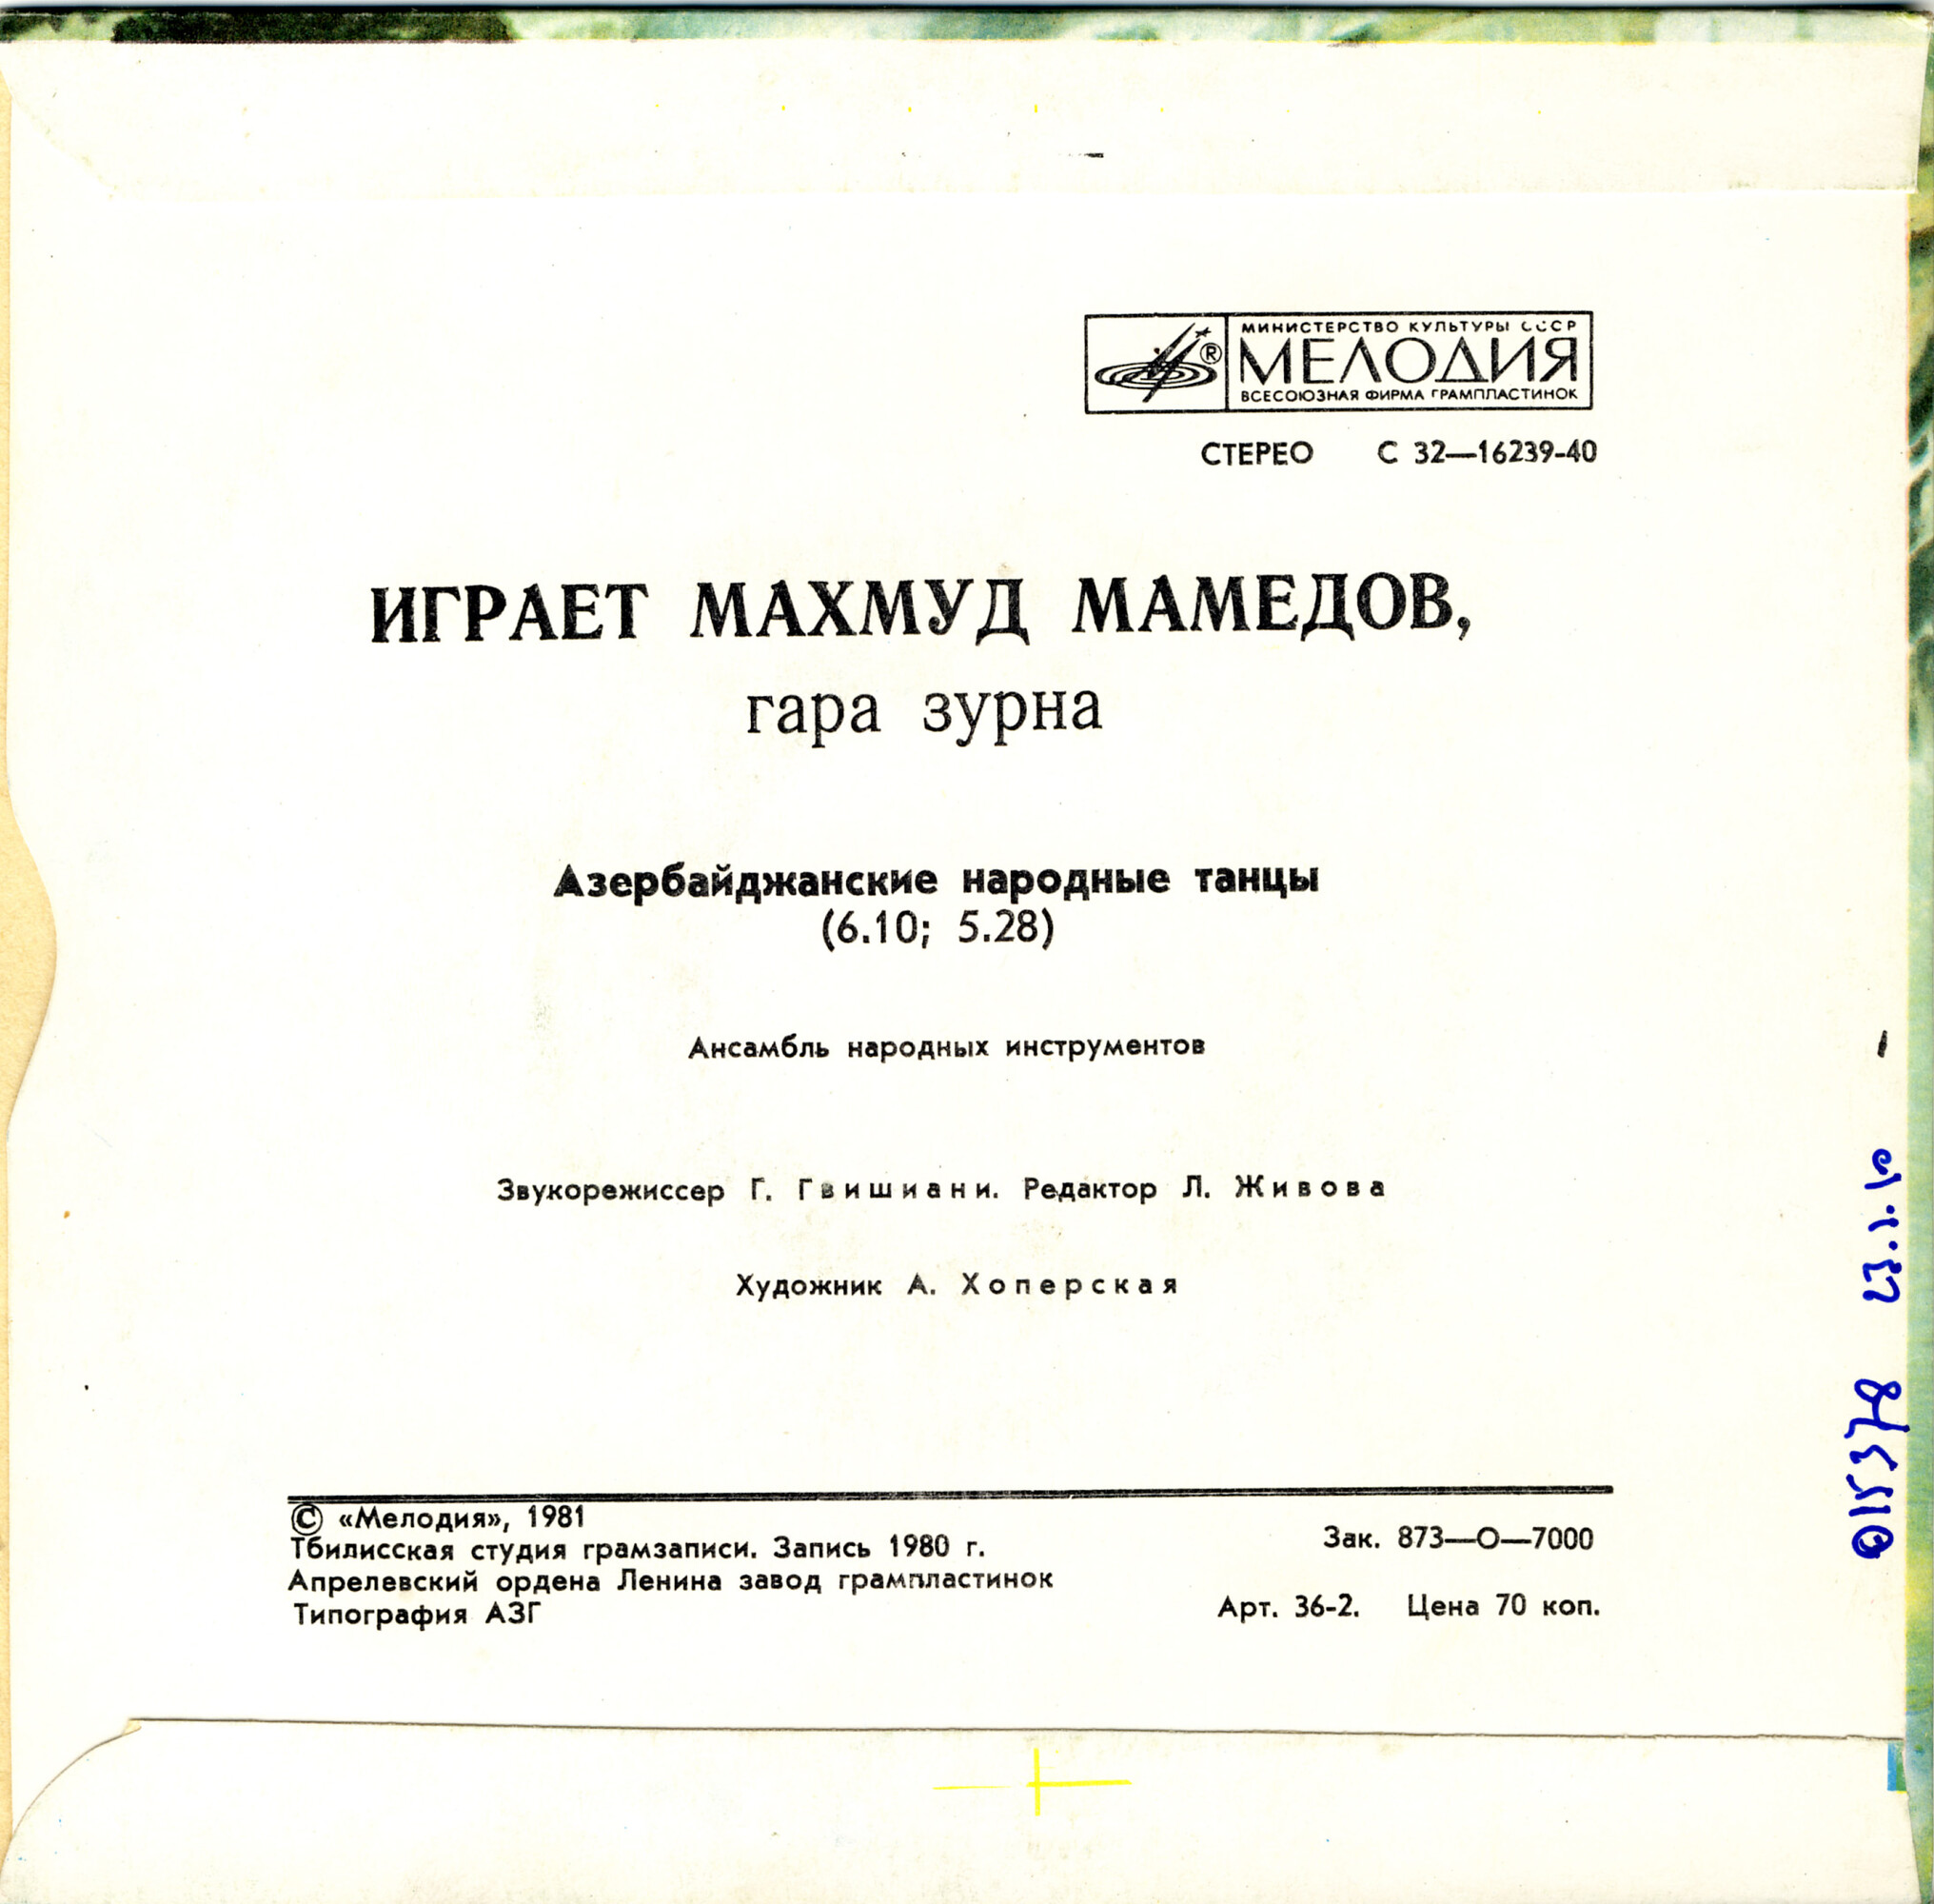 МИНИСТЕРСТВО КУЛЬТУРЫ СССР
МЕЛОДИЯ
®
ВСЕСОЮЗНАЯ ФИРМА ГРАМПЛАСТИНОК
СТЕРЕО С 32—16239-40
ИГРАЕТ МАХМУД МАМЕДОВ,
гара зурна
Азербайджанские народные танцы
(6.10; 5.28)
Ансамбль народных инструментов
Звукорежиссер Г. Гвишиани. Редактор Л. Живова
Художник А. Хоперская
© «Мелодия», 1981
Тбилисская студия грамзаписи. Запись 1980 г.
Апрелевский ордена Ленина завод грампластинок
Типография АЗГ
Зак. 873—О—7000
Арт. 36-2. Цена 70 коп.